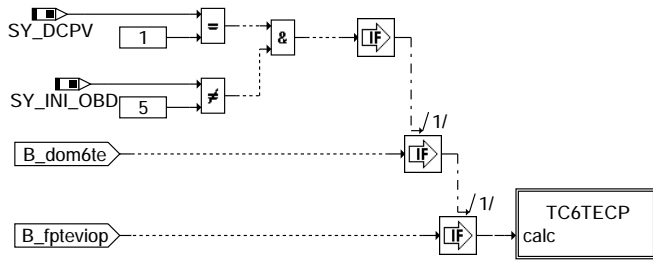 SY_DCPV
1
=
&
IF
SY_INI_OBD
5
≠
/1/
B_dom6te
IF
/1/
B_fpteviop
IF
TC6TECP
calc